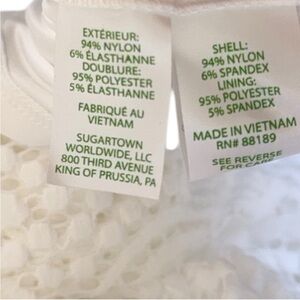 EXTÉRIEUR:
94% NYLON
6% ÉLASTHANNE
DOUBLURE:
95% POLYESTER
5% ÉLASTHANNE
FABRIQUÉ AU
VIETNAM
SUGARTOWN
WORLDWIDE, LLC
800 THIRD AVENUE
KING OF PRUSSIA, PA
SHELL:
94% NYLON
6% SPANDEX
LINING:
95% POLYESTER
5% SPANDEX
MADE IN VIETNAM
RN# 88189
SEE REVERSE
FOR CARE